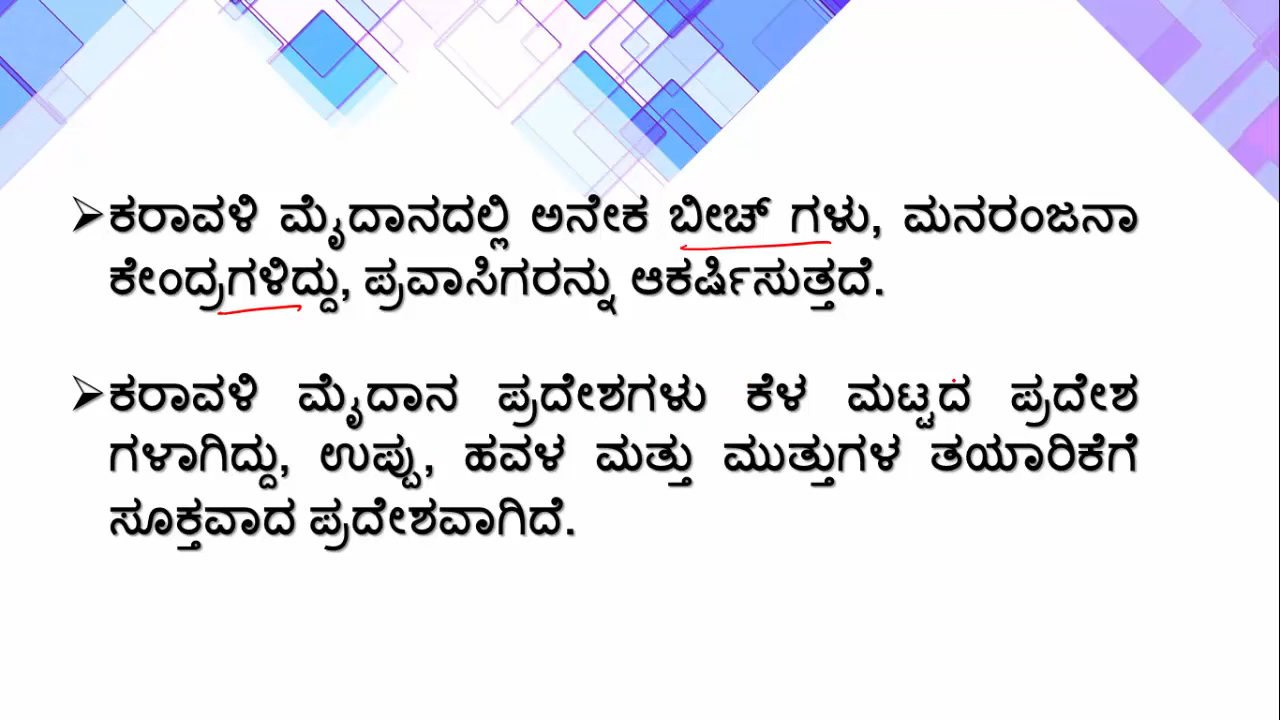 ➢ಕರಾವಳಿ ಮೈದಾನದಲ್ಲಿ ಅನೇಕ ಬೀಚ್ ಗಳು, ಮನರಂಜನಾ
ಕೇಂದ್ರಗಳಿದ್ದು, ಪ್ರವಾಸಿಗರನ್ನು ಆಕರ್ಷಿಸುತ್ತದೆ.
➢ಕರಾವಳಿ ಮೈದಾನ ಪ್ರದೇಶಗಳು ಕೆಳ ಮಟ್ಟದ ಪ್ರದೇಶ
ಗಳಾಗಿದ್ದು, ಉಪ್ಪು, ಹವಳ ಮತ್ತು ಮುತ್ತುಗಳ ತಯಾರಿಕೆಗೆ
ಸೂಕ್ತವಾದ ಪ್ರದೇಶವಾಗಿದೆ.